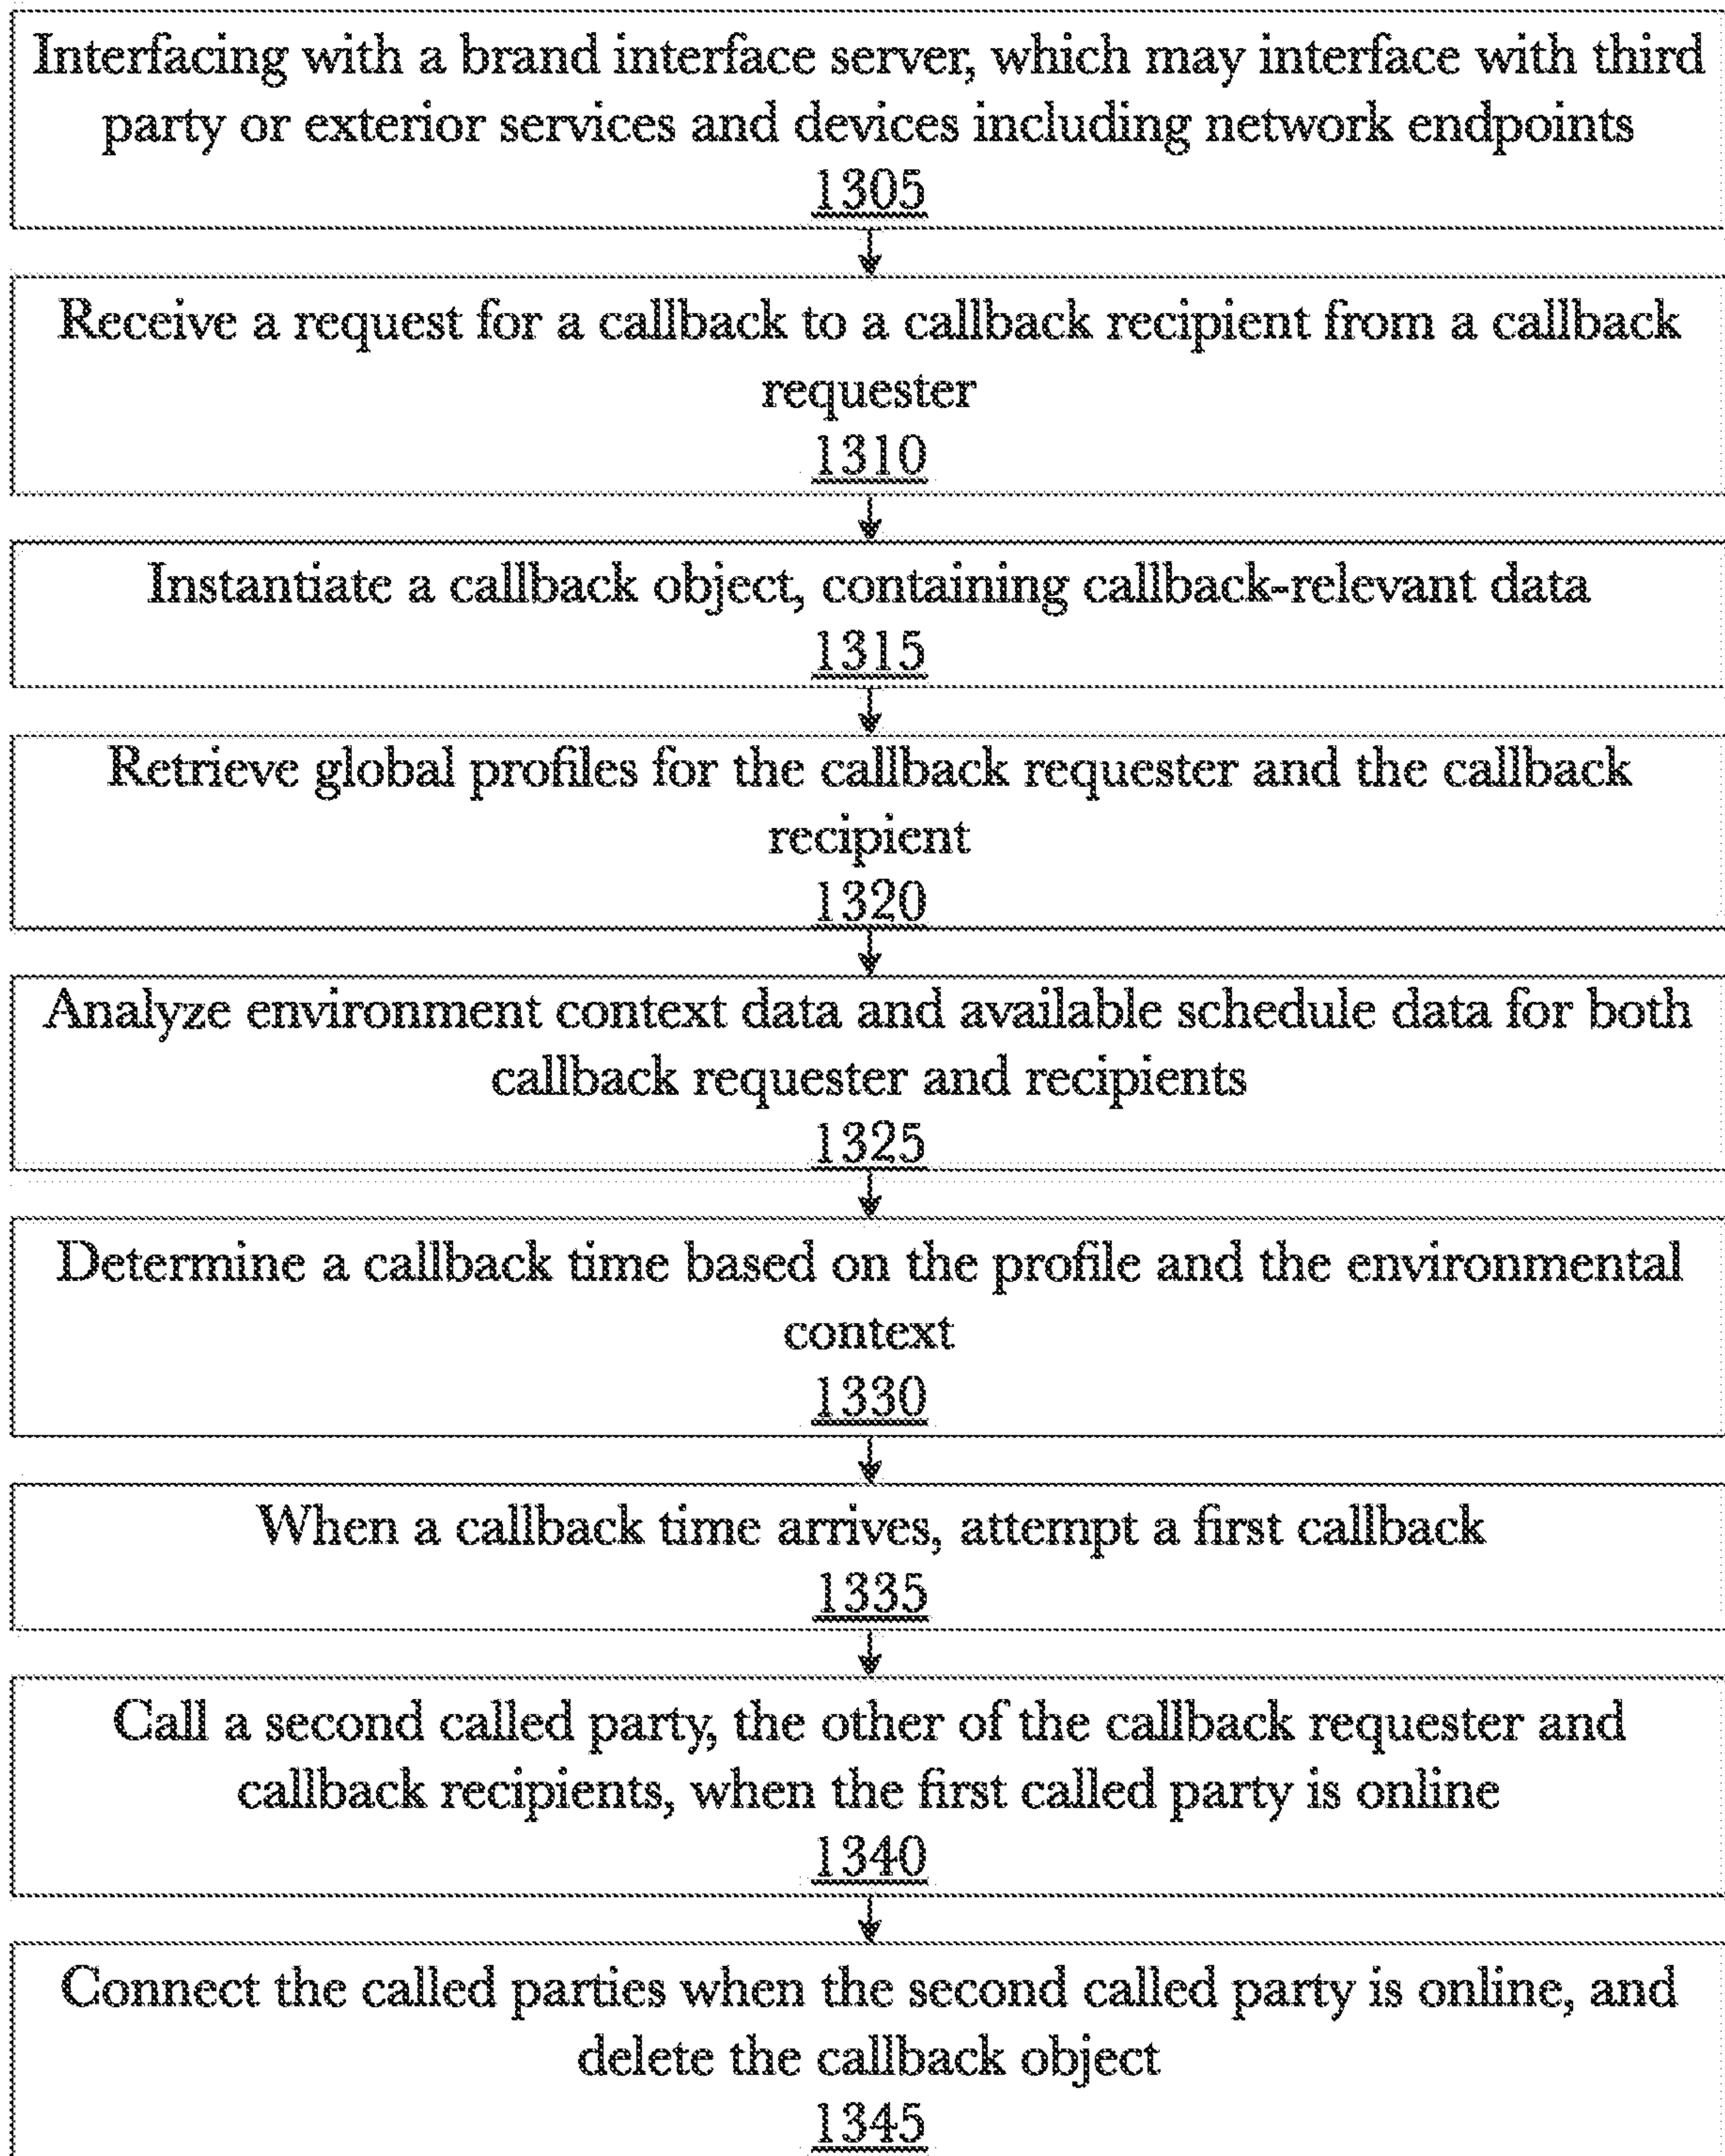 Interfacing with a brand interface server, which may interface with third
party or exterior services and devices including network endpoints
1305
Receive a request for a callback to a callback recipient from a callback
requester
1310
Instantiate a callback object, containing callback-relevant data
1315
Retrieve global profiles for the callback requester and the callback
recipient
1320
Analyze environment context data and available schedule data for both
callback requester and recipients
1325
Determine a callback time based on the profile and the environmental
context
1330
When a callback time arrives, attempt a first callback
1335
Call a second called party, the other of the callback requester and
callback recipients, when the first called party is online
1340
Connect the called parties when the second called party is online, and
delete the callback object
1345